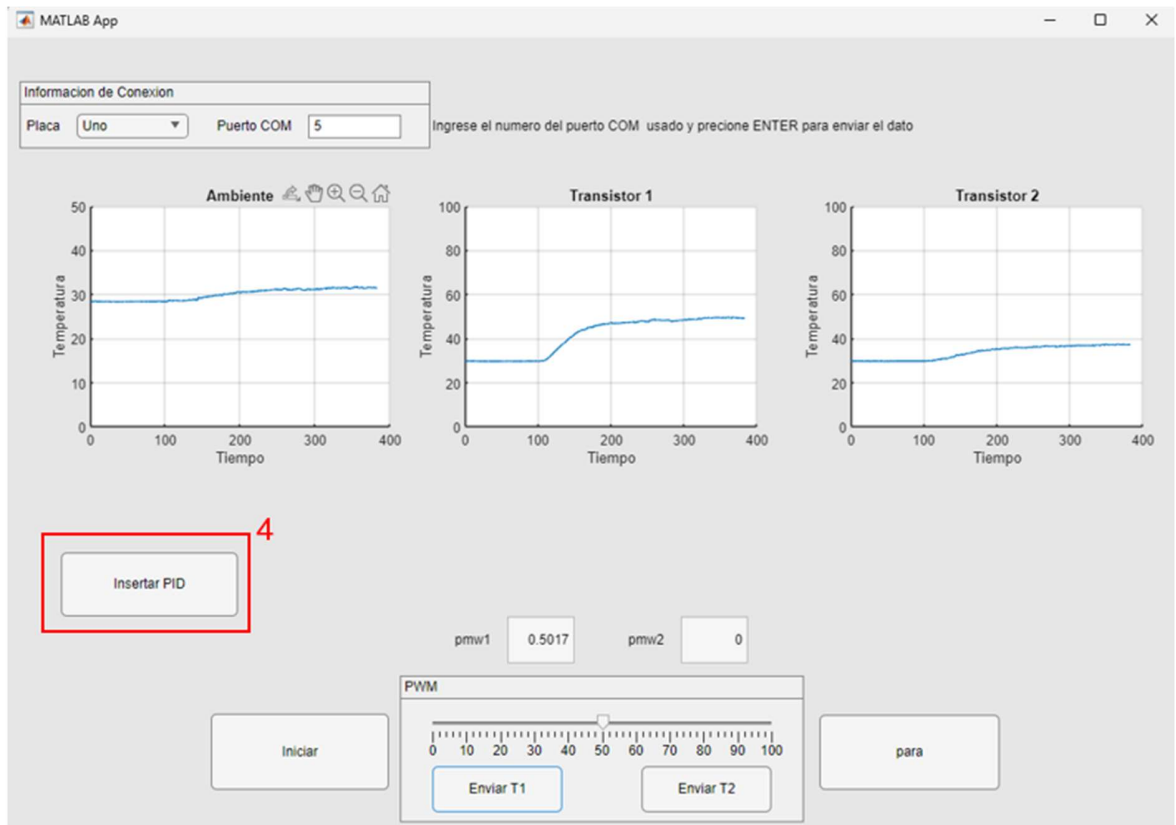 MATLAB App
Informacion de Conexion
Placa Uno Puerto COM 5 Ingrese el numero del puerto COM usado y precione ENTER para enviar el dato
Ambiente
Temperatura
50
40
30
20
10
0
0 100 200 300 400
Tiempo
Transistor 1
Temperatura
100
80
60
40
20
0
0 100 200 300 400
Tiempo
Transistor 2
Temperatura
100
80
60
40
20
0
0 100 200 300 400
Tiempo
4
Insertar PID
pmw1 0.5017 pmw2 0
PWM
0 10 20 30 40 50 60 70 80 90 100
Iniciar
Enviar T1 Enviar T2
para